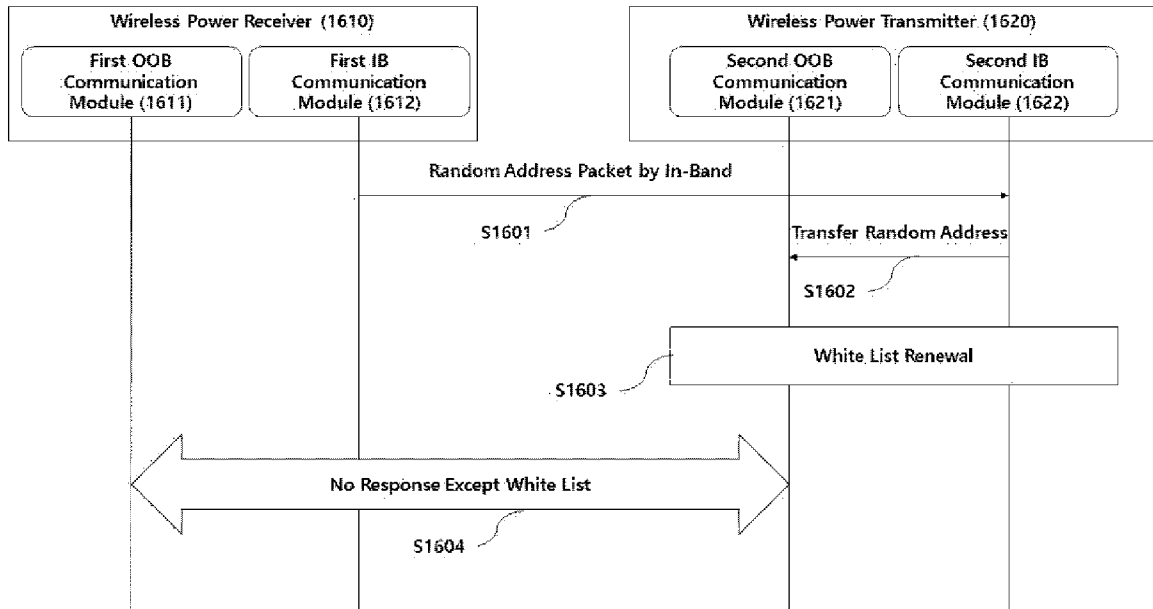 Wireless Power Receiver (1610)
Wireless Power Transmitter (1620)
First OOB
Communication
Module (1611)
First IB
Communication
Module (1612)
Second OOB
Communication
Module (1621)
Second IB
Communication
Module (1622)
Random Address Packet by In-Band
S1601
Transfer Random Address
S1602
White List Renewal
S1603
No Response Except White List
S1604